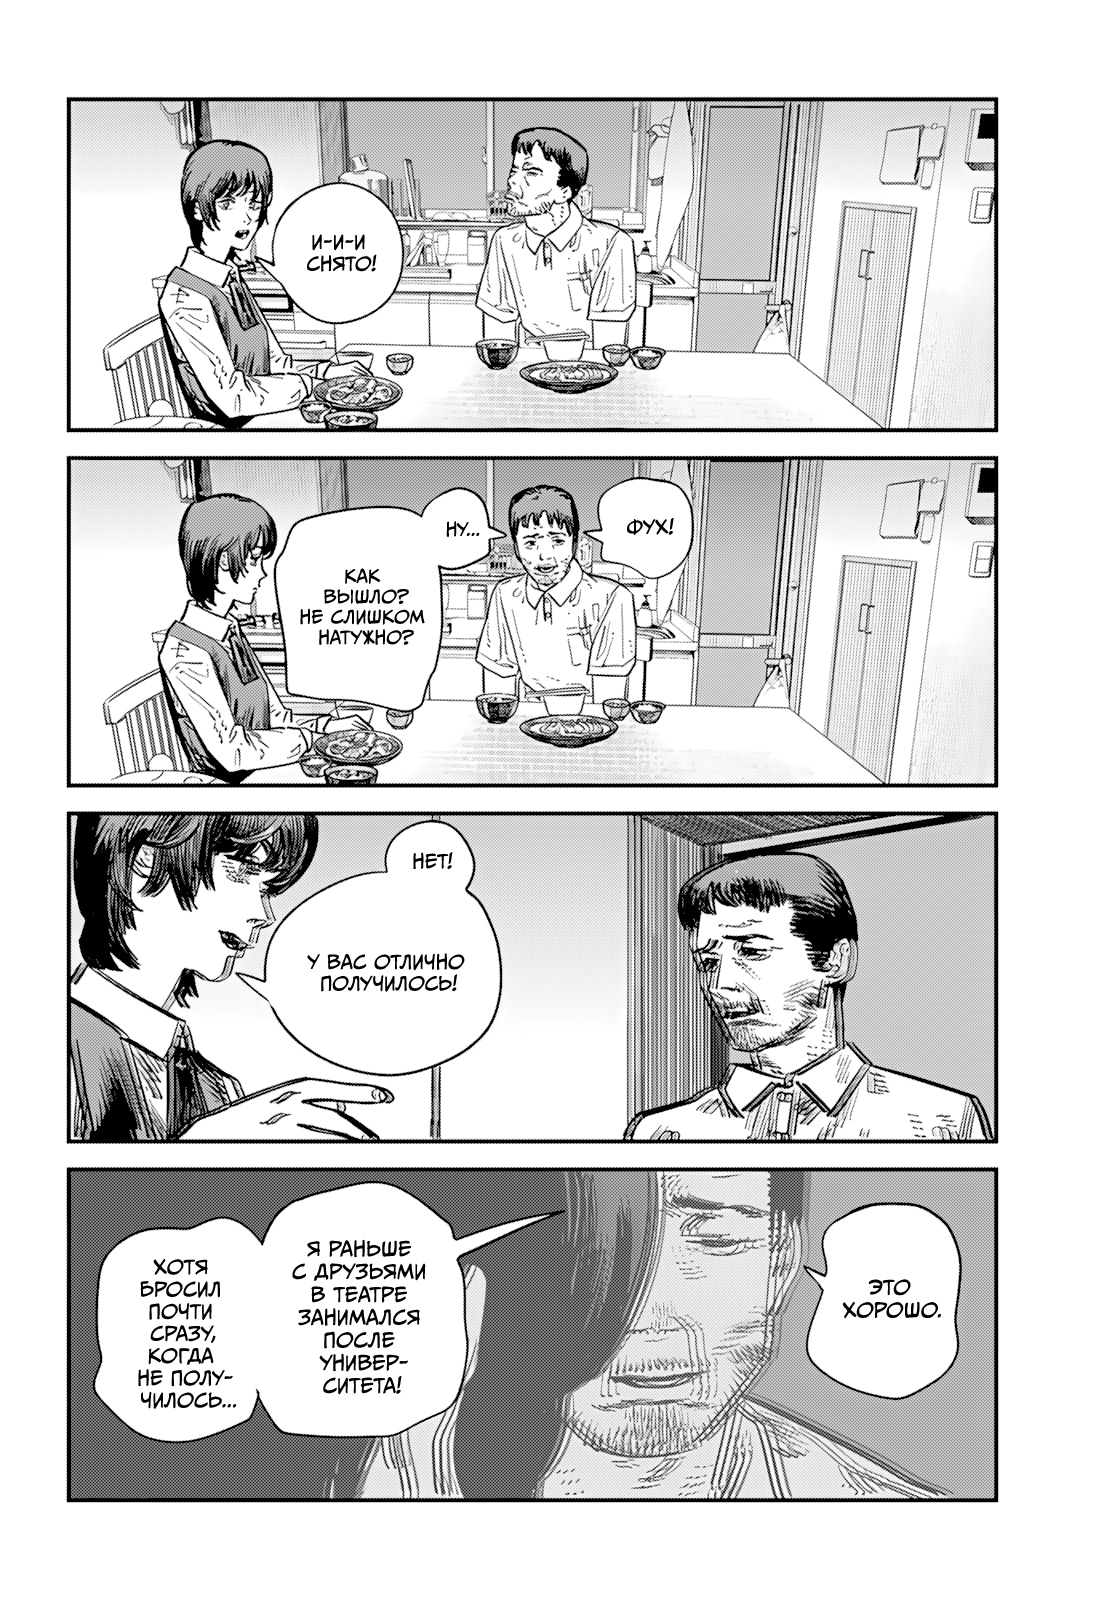 И-И-И
СНЯТО!
ФУХ!
НУ...
КАК
ВЫШЛО?
НЕ СЛИШКОМ
НАТУЖНО?
НЕТ!
У ВАС ОТЛИЧНО
ПОЛУЧИЛОСЬ!
ЭТО
ХОРОШО.
Я РАНЬШЕ
С ДРУЗЬЯМИ
В ТЕАТРЕ
ЗАНИМАЛСЯ
ПОСЛЕ
УНИВЕР-
СИТЕТА!
ХОТЯ
БРОСИЛ
ПОЧТИ
СРАЗУ,
КОГДА
НЕ ПОЛУ-
ЧИЛОСЬ...